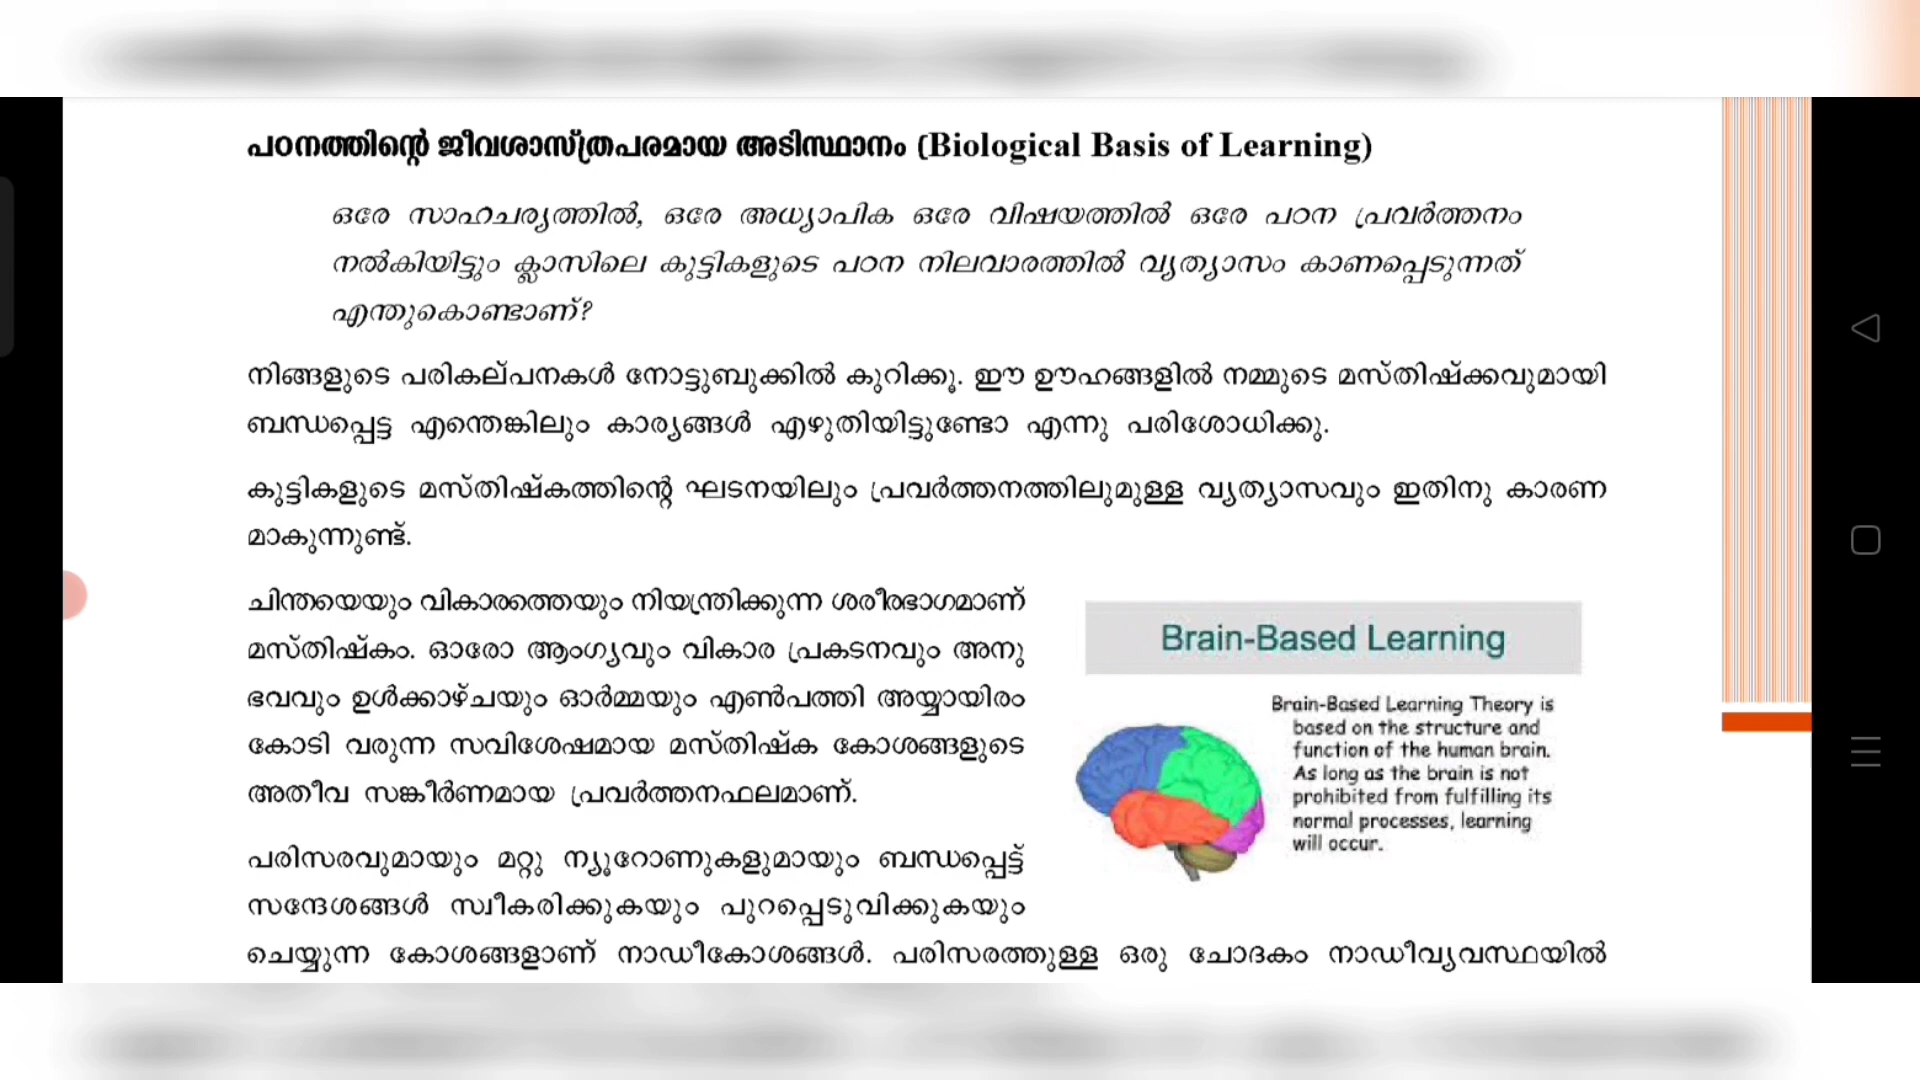 പഠനത്തിന്റെ ജീവശാസ്ത്രപരമായ അടിസ്ഥാനം (Biological Basis of Learning)
ഒരേ സാഹചര്യത്തിൽ, ഒരേ അധ്യാപിക ഒരേ വിഷയത്തിൽ ഒരേ പഠന പ്രവർത്തനം
നൽകിയിട്ടും ക്ലാസിലെ കുട്ടികളുടെ പഠന നിലവാരത്തിൽ വ്യത്യാസം കാണപ്പെടുന്നത്
എന്തുകൊണ്ടാണ്?
നിങ്ങളുടെ പരികല്പനകൾ നോട്ടുബുക്കിൽ കുറിക്കൂ. ഈ ഊഹങ്ങളിൽ നമ്മുടെ മസ്തിഷ്ക്കവുമായി
ബന്ധപ്പെട്ട എന്തെങ്കിലും കാര്യങ്ങൾ എഴുതിയിട്ടുണ്ടോ എന്നു പരിശോധിക്കു.
കുട്ടികളുടെ മസ്തിഷ്കത്തിന്റെ ഘടനയിലും പ്രവർത്തനത്തിലുമുള്ള വ്യത്യാസവും ഇതിനു കാരണ
മാകുന്നുണ്ട്.
ചിന്തയെയും വികാരത്തെയും നിയന്ത്രിക്കുന്ന ശരീരഭാഗമാണ്
മസ്തിഷ്കം. ഓരോ ആംഗ്യവും വികാര പ്രകടനവും അനു
ഭവവും ഉൾക്കാഴ്ചയും ഓർമ്മയും എൺപത്തി അയ്യായിരം
കോടി വരുന്ന സവിശേഷമായ മസ്തിഷ്ക കോശങ്ങളുടെ
അതീവ സങ്കീർണമായ പ്രവർത്തനഫലമാണ്.
പരിസരവുമായും മറ്റു ന്യൂറോണുകളുമായും ബന്ധപ്പെട്ട്
സന്ദേശങ്ങൾ സ്വീകരിക്കുകയും പുറപ്പെടുവിക്കുകയും
ചെയ്യുന്ന കോശങ്ങളാണ് നാഡീകോശങ്ങൾ. പരിസരത്തുള്ള ഒരു ചോദകം നാഡീവ്യവസ്ഥയിൽ
Brain-Based Learning
Brain-Based Learning Theory is
based on the structure and
function of the human brain.
As long as the brain is not
prohibited from fulfilling its
normal processes, learning
will occur.